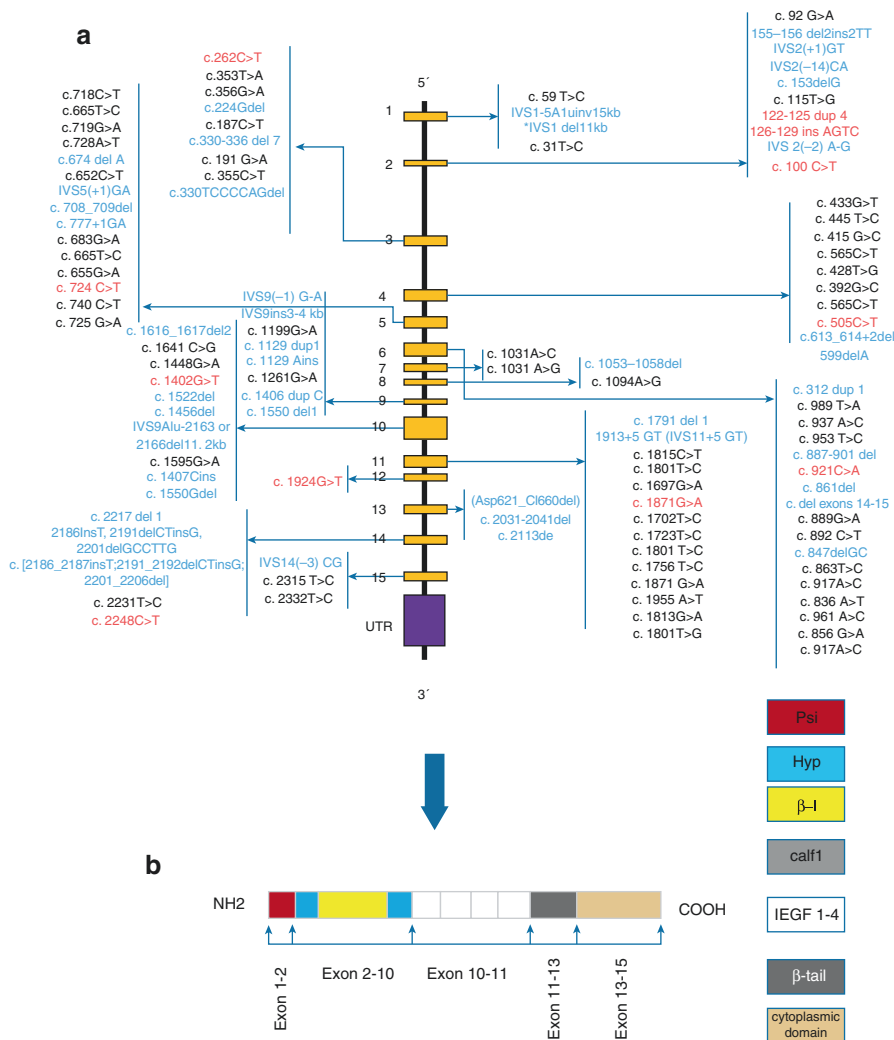 a
c.718C>T
c.665T>C
c.719G>A
c.728A>T
c.674 del A
c.652C>T
IVS5(+1)GA
c. 708_709del
c. 777+1GA
c. 683G>A
c. 665T>C
c. 655G>A
c. 724 C>T
c. 740 C>T
c. 725 G>A
c.262C>T
c.353T>A
c.356G>A
c.224Gdel
c.187C>T
c.330-336 del 7
c. 191 G>A
c. 355C>T
c.330TCCCCAGdel
5´
1
2
3
4
5
6
7
8
9
10
11
12
13
14
15
UTR
3´
c. 59 T>C
IVS1-5A1uinv15kb
*IVS1 del11kb
c. 31T>C
c. 92 G>A
155–156 del2ins2TT
IVS2(+1)GT
IVS2(−14)CA
c. 153delG
c. 115T>G
122-125 dup 4
126-129 ins AGTC
IVS 2(−2) A-G
c. 100 C>T
c. 433G>T
c. 445 T>C
c. 415 G>C
c. 565C>T
c. 428T>G
c. 392G>C
c. 565C>T
c. 505C>T
c.613_614+2del
599delA
IVS9(−1) G-A
IVS9ins3-4 kb
c. 1199G>A
c. 1129 dup1
c. 1129 Ains
c. 1261G>A
c. 1406 dup C
c. 1550 del1
c. 1616_1617del2
c. 1641 C>G
c. 1448G>A
c. 1402G>T
c. 1522del
c. 1456del
IVS9Alu-2163 or
2166del11. 2kb
c. 1595G>A
c. 1407Cins
c. 1550Gdel
c. 1031A>C
c. 1031 A>G
c. 1053–1058del
c. 1094A>G
c. 312 dup 1
c. 989 T>A
c. 937 A>C
c. 953 T>C
c. 887-901 del
c. 921C>A
c. 861del
c. del exons 14-15
c. 889G>A
c. 892 C>T
c. 847delGC
c. 863T>C
c. 917A>C
c. 836 A>T
c. 961 A>C
c. 856 G>A
c. 917A>C
c. 1791 del 1
1913+5 GT (IVS11+5 GT)
c. 1815C>T
c. 1801T>C
c. 1697G>A
c. 1871G>A
c. 1702T>C
c. 1723T>C
c. 1801 T>C
c. 1756 T>C
c. 1871 G>A
c. 1955 A>T
c. 1813G>A
c. 1801T>G
c. 1924G>T
(Asp621_Cl660del)
c. 2031-2041del
c. 2113de
c. 2217 del 1
2186InsT, 2191delCTinsG,
2201delGCCTTG
c. [2186_2187insT;2191_2192delCTinsG;
2201_2206del]
c. 2231T>C
c. 2248C>T
IVS14(−3) CG
c. 2315 T>C
c. 2332T>C
b
NH2
COOH
Exon 1-2
Exon 2-10
Exon 10-11
Exon 11-13
Exon 13-15
Psi
Hyp
β–I
calf1
IEGF 1-4
β-tail
cytoplasmic
domain